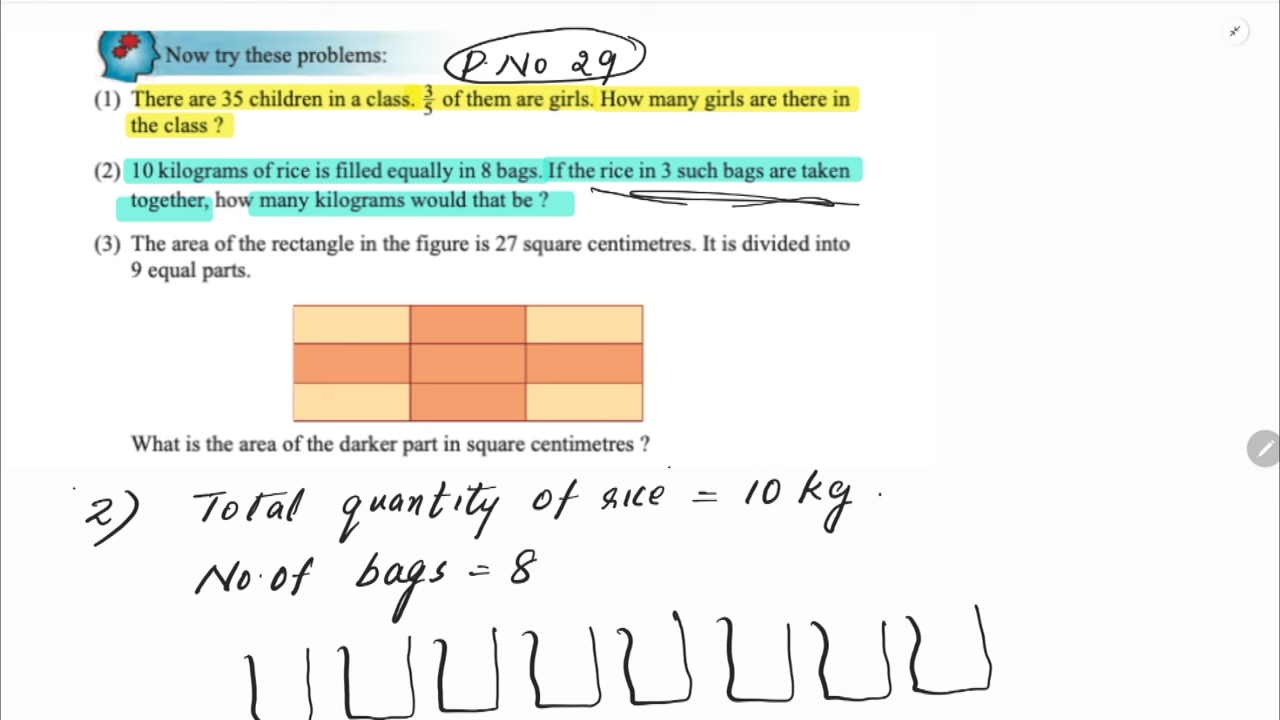 Now try these problems:
P. No 29
(1) There are 35 children in a class. 3/5 of them are girls. How many girls are there in
the class ?
(2) 10 kilograms of rice is filled equally in 8 bags. If the rice in 3 such bags are taken
together, how many kilograms would that be ?
(3) The area of the rectangle in the figure is 27 square centimetres. It is divided into
9 equal parts.
What is the area of the darker part in square centimetres ?
2) Total quantity of rice = 10 kg.
No. of bags = 8